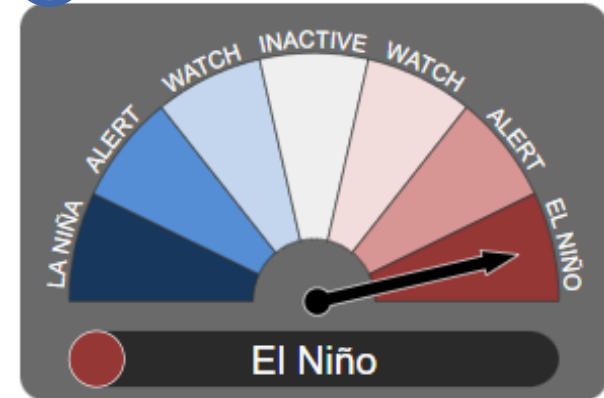 LA NIÑA
ALERT
WATCH
INACTIVE
WATCH
ALERT
EL NIÑO
El Niño